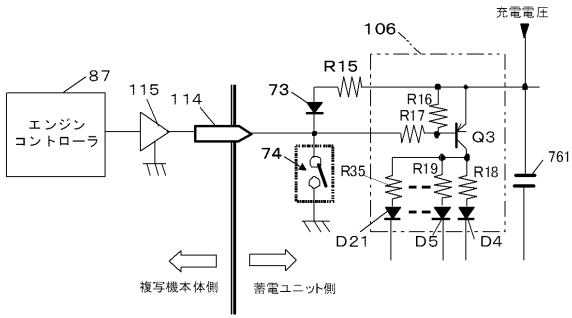 充電電圧
106
87
115
114
73
R15
R16
R17
Q3
エンジン
コントローラ
74
R35
R19
R18
761
D21
D5
D4
複写機本体側
蓄電ユニット側